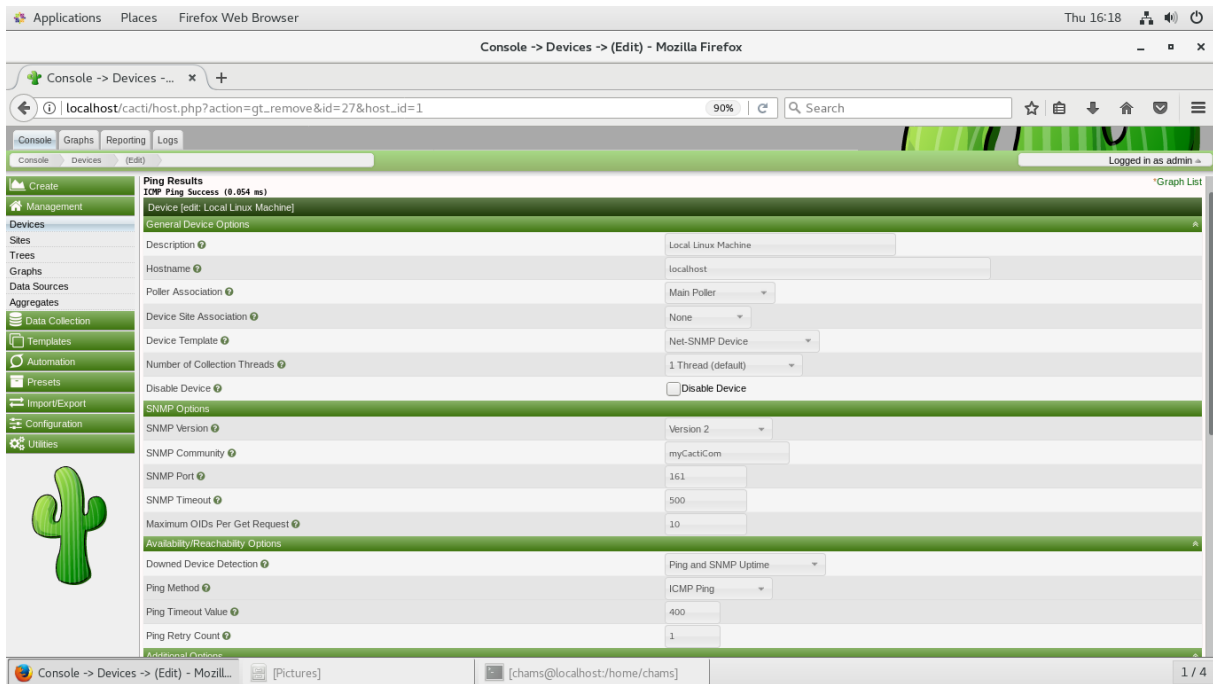 Applications Places Firefox Web Browser Thu 16:18
Console -> Devices -> (Edit) - Mozilla Firefox
Console -> Devices -...
localhost/cacti/host.php?action=gt_remove&id=27&host_id=1 90% Search
Console Graphs Reporting Logs
Console Devices (Edit) Logged in as admin
Create
Management
Devices
Sites
Trees
Graphs
Data Sources
Aggregates
Data Collection
Templates
Automation
Presets
Import/Export
Configuration
Utilities
Ping Results *Graph List
ICMP Ping Success (0.054 ms)
Device [edit: Local Linux Machine]
General Device Options
Description Local Linux Machine
Hostname localhost
Poller Association Main Poller
Device Site Association None
Device Template Net-SNMP Device
Number of Collection Threads 1 Thread (default)
Disable Device Disable Device
SNMP Options
SNMP Version Version 2
SNMP Community myCactiCom
SNMP Port 161
SNMP Timeout 500
Maximum OIDs Per Get Request 10
Availability/Reachability Options
Downed Device Detection Ping and SNMP Uptime
Ping Method ICMP Ping
Ping Timeout Value 400
Ping Retry Count 1
Additional Options
Console -> Devices -> (Edit) - Mozill... [Pictures] [chams@localhost:/home/chams] 1 / 4